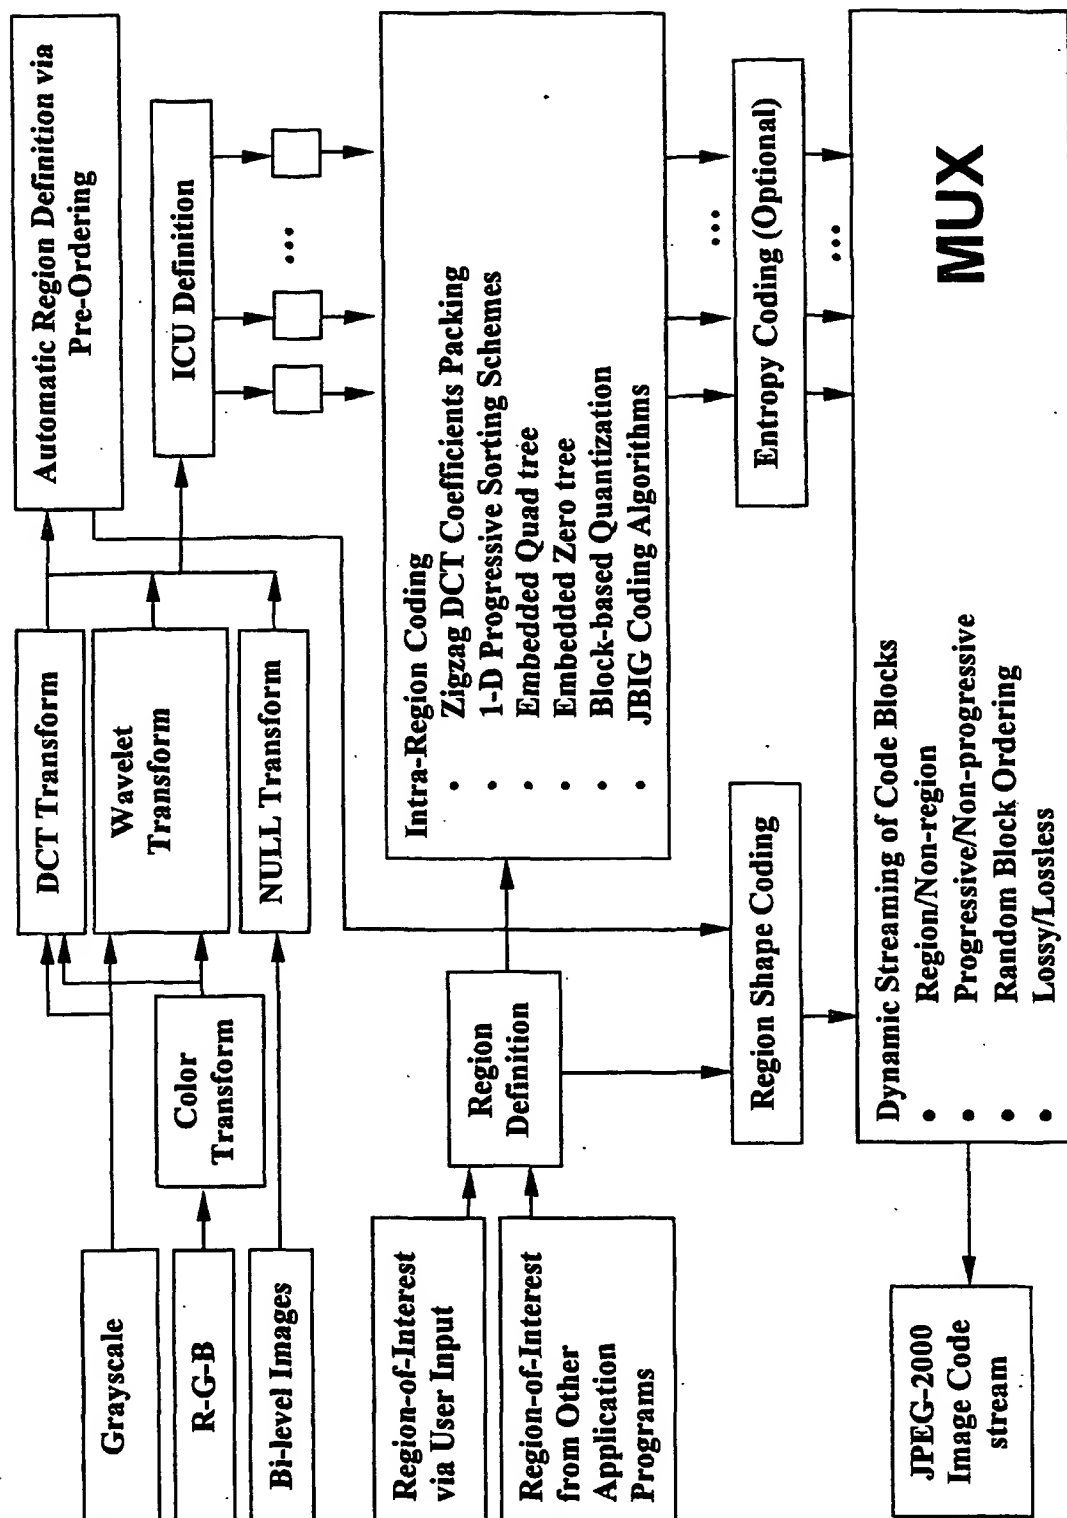 Grayscale
R-G-B
Bi-level Images
Color
Transform
DCT Transform
Wavelet
Transform
NULL Transform
Automatic Region Definition via
Pre-Ordering
ICU Definition
...
Region-of-Interest
via User Input
Region-of-Interest
from Other
Application
Programs
Region
Definition
Intra-Region Coding
• Zigzag DCT Coefficients Packing
• 1-D Progressive Sorting Schemes
• Embedded Quad tree
• Embedded Zero tree
• Block-based Quantization
• JBIG Coding Algorithms
...
Region Shape Coding
Entropy Coding (Optional)
...
Dynamic Streaming of Code Blocks
• Region/Non-region
• Progressive/Non-progressive
• Random Block Ordering
• Lossy/Lossless
MUX
JPEG-2000
Image Code
stream